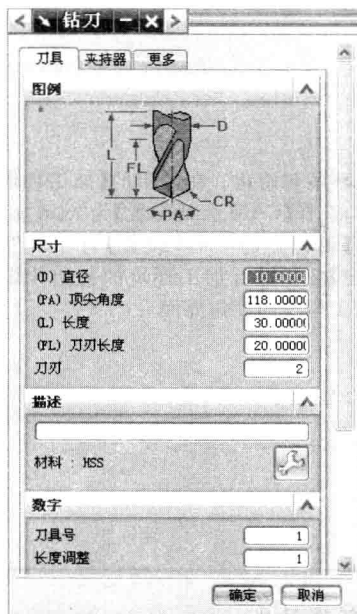 钻刀
刀具 夹持器 更多
图例
D
L
FL
CR
PA
尺寸
(D) 直径 10.0000
(PA) 顶尖角度 118.0000
(L) 长度 30.0000
(FL) 刀刃长度 20.0000
刀刃 2
描述
材料 : HSS
数字
刀具号 1
长度调整 1
确定 取消